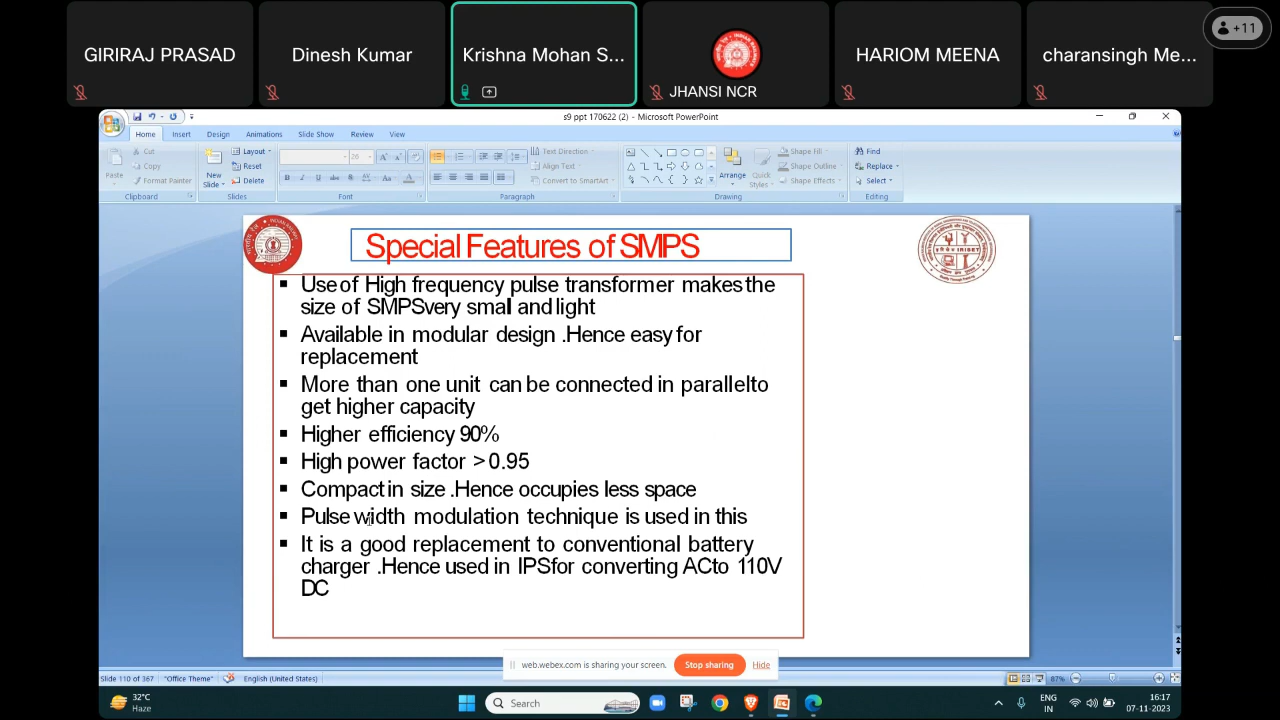 GIRIRAJ PRASAD
Dinesh Kumar
Krishna Mohan S...
JHANSI NCR
HARIOM MEENA
charansingh Me...
+11
s9 ppt 170622 (2) - Microsoft PowerPoint
Home Insert Design Animations Slide Show Review View
Cut
Copy
Format Painter
Paste
Clipboard
New Slide
Layout
Reset
Delete
Slides
Font
Text Direction
Align Text
Convert to SmartArt
Paragraph
Arrange
Quick Styles
Shape Fill
Shape Outline
Shape Effects
Drawing
Find
Replace
Select
Editing
Special Features of SMPS
Use of High frequency pulse transformer makes the
size of SMPSvery small and light
Available in modular design .Hence easy for
replacement
More than one unit can be connected in parallelto
get higher capacity
Higher efficiency 90%
High power factor > 0.95
Compact in size .Hence occupies less space
Pulse width modulation technique is used in this
It is a good replacement to conventional battery
charger .Hence used in IPSfor converting ACto 110V
DC
web.webex.com is sharing your screen.
Stop sharing
Hide
Slide 110 of 367
"Office Theme"
English (United States)
87%
32°C
Haze
Search
ENG
IN
16:17
07-11-2023